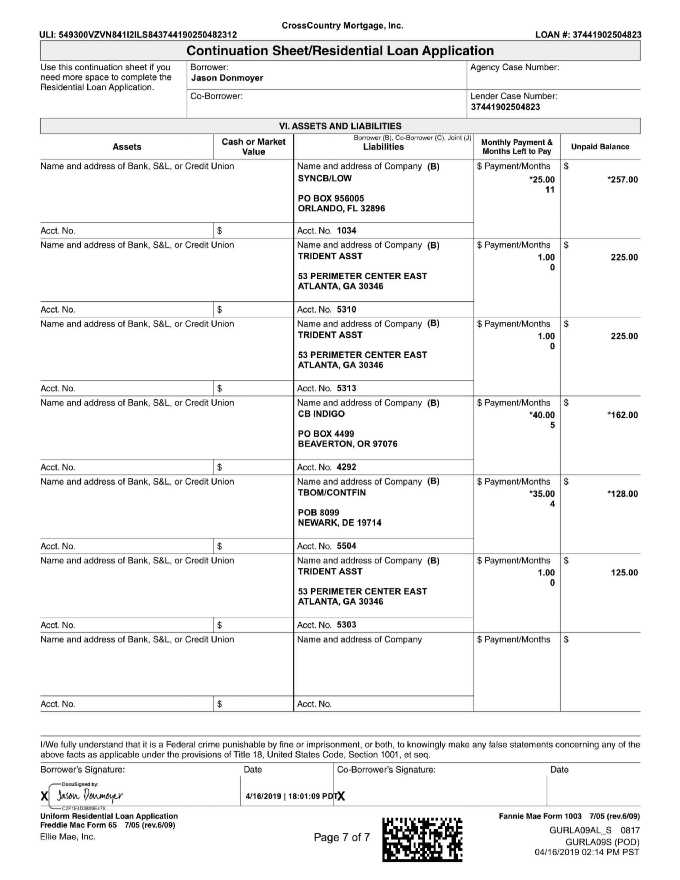 CrossCountry Mortgage, Inc.
ULI: 549300VZVN841I2ILS84374419025048231​2 LOAN #: 37441902504823
Continuation Sheet/Residential Loan Application
Use this continuation sheet if you need more space to complete the Residential Loan Application.
Borrower:
Jason Donmoyer
Agency Case Number:
Co-Borrower:
Lender Case Number:
37441902504823
VI. ASSETS AND LIABILITIES
Assets
Cash or Market Value
Borrower (B), Co-Borrower (C), Joint (J)
Liabilities
Monthly Payment & Months Left to Pay
Unpaid Balance
Name and address of Bank, S&L, or Credit Union
Name and address of Company (B)
$ Payment/Months
$
SYNCB/LOW
*25.00
*257.00
11
PO BOX 956005
ORLANDO, FL 32896
Acct. No.
$
Acct. No. 1034
Name and address of Bank, S&L, or Credit Union
Name and address of Company (B)
$ Payment/Months
$
TRIDENT ASST
1.00
225.00
0
53 PERIMETER CENTER EAST
ATLANTA, GA 30346
Acct. No.
$
Acct. No. 5310
Name and address of Bank, S&L, or Credit Union
Name and address of Company (B)
$ Payment/Months
$
TRIDENT ASST
1.00
225.00
0
53 PERIMETER CENTER EAST
ATLANTA, GA 30346
Acct. No.
$
Acct. No. 5313
Name and address of Bank, S&L, or Credit Union
Name and address of Company (B)
$ Payment/Months
$
CB INDIGO
*40.00
*162.00
5
PO BOX 4499
BEAVERTON, OR 97076
Acct. No.
$
Acct. No. 4292
Name and address of Bank, S&L, or Credit Union
Name and address of Company (B)
$ Payment/Months
$
TBOM/CONTFIN
*35.00
*128.00
4
POB 8099
NEWARK, DE 19714
Acct. No.
$
Acct. No. 5504
Name and address of Bank, S&L, or Credit Union
Name and address of Company (B)
$ Payment/Months
$
TRIDENT ASST
1.00
125.00
0
53 PERIMETER CENTER EAST
ATLANTA, GA 30346
Acct. No.
$
Acct. No. 5303
Name and address of Bank, S&L, or Credit Union
Name and address of Company
$ Payment/Months
$
Acct. No.
$
Acct. No.
I/We fully understand that it is a Federal crime punishable by fine or imprisonment, or both, to knowingly make any false statements concerning any of the
above facts as applicable under the provisions of Title 18, United States Code, Section 1001, et seq.
Borrower's Signature:
Date
Co-Borrower's Signature:
Date
DocuSigned by:
X Jason Donmoyer
4/16/2019 | 18:01:09 PDT
X
Uniform Residential Loan Application
Freddie Mac Form 65 7/05 (rev.6/09)
Ellie Mae, Inc.
Page 7 of 7
Fannie Mae Form 1003 7/05 (rev.6/09)
GURLA09AL_S 0817
GURLA09S (POD)
04/16/2019 02:14 PM PST